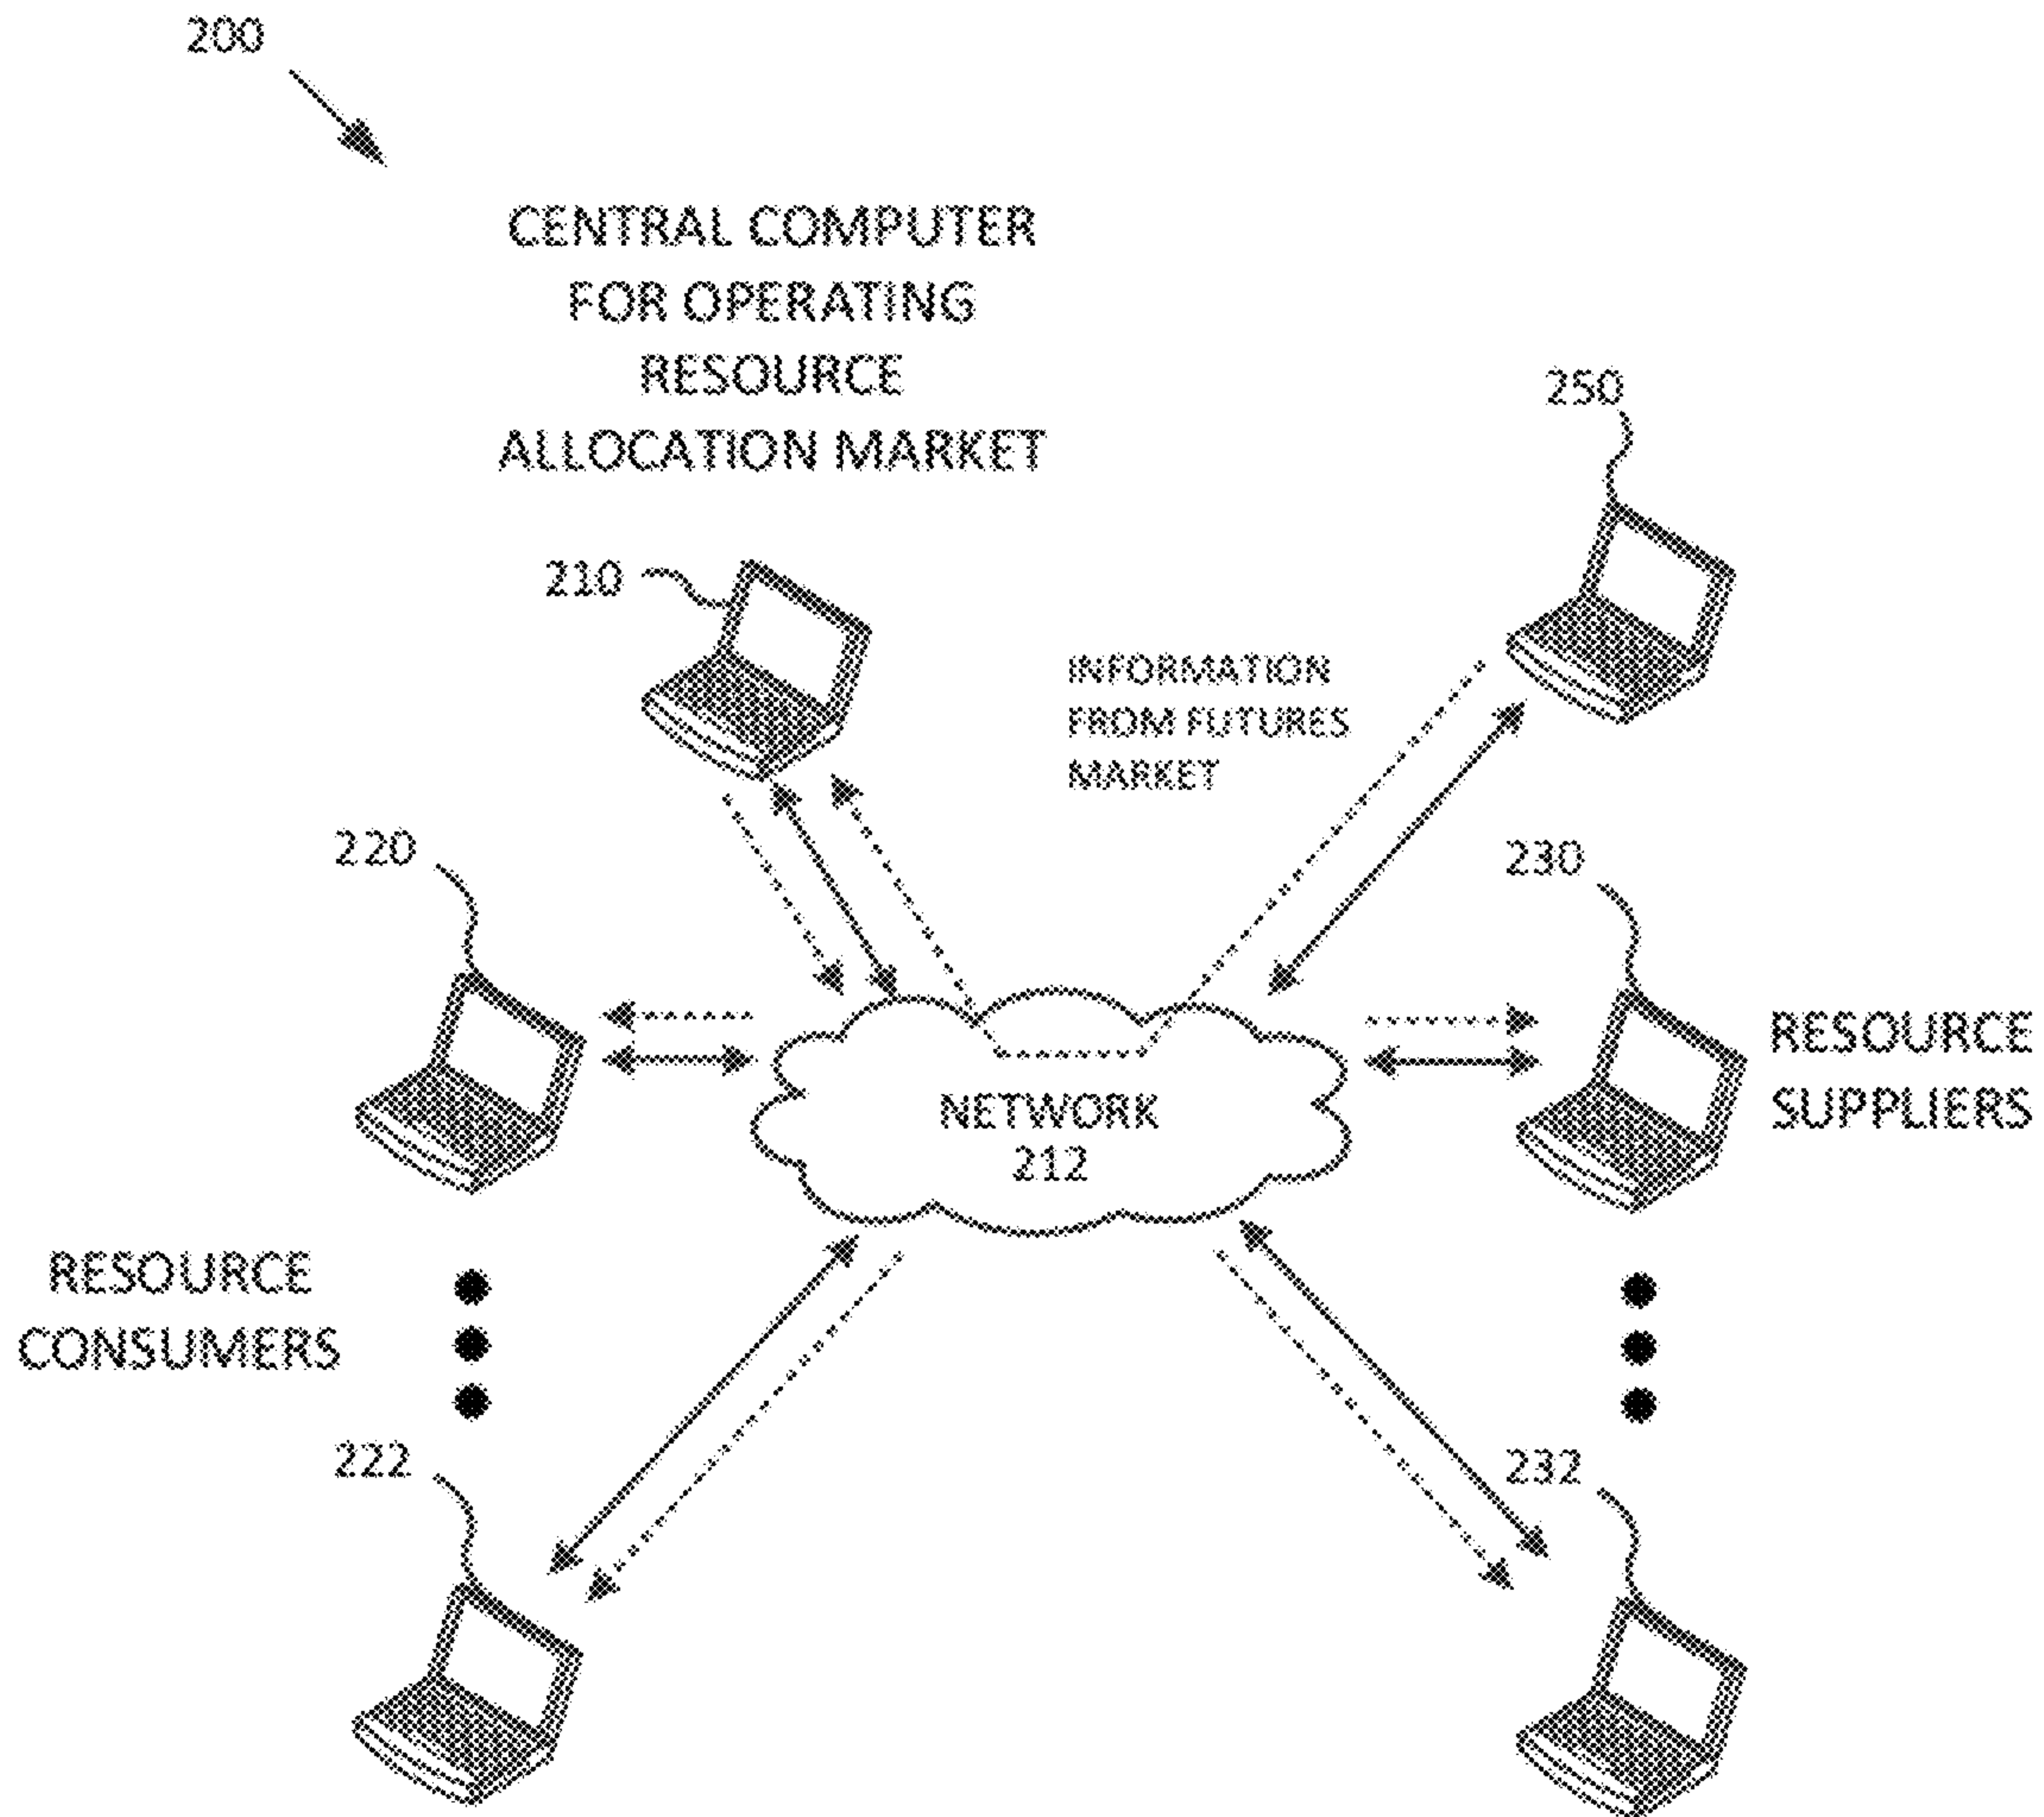 200
CENTRAL COMPUTER
FOR OPERATING
RESOURCE
ALLOCATION MARKET
250
210
INFORMATION
FROM FUTURES
MARKET
220
230
RESOURCE
SUPPLIERS
NETWORK
212
RESOURCE
CONSUMERS
222
232